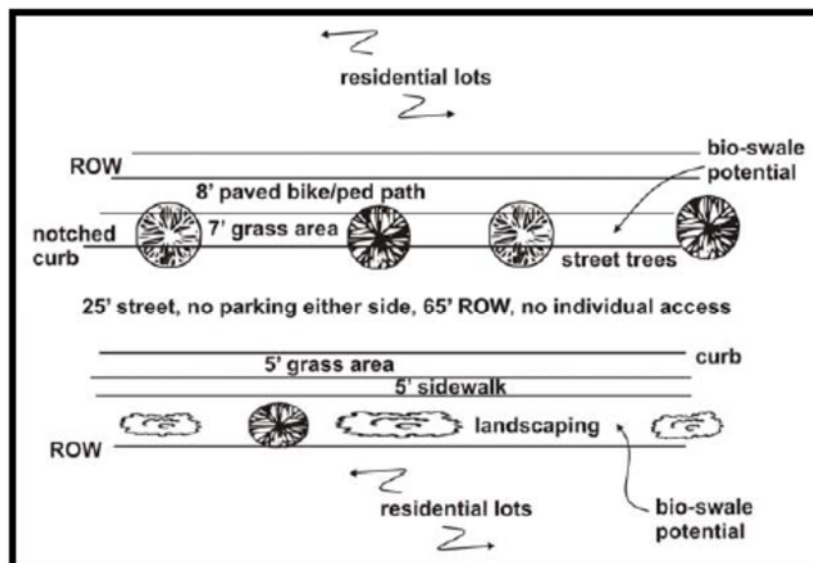 residential lots
ROW
bio-swale
potential
8' paved bike/ped path
7' grass area
notched
curb
street trees
25' street, no parking either side, 65' ROW, no individual access
curb
5' grass area
5' sidewalk
landscaping
ROW
residential lots
bio-swale
potential